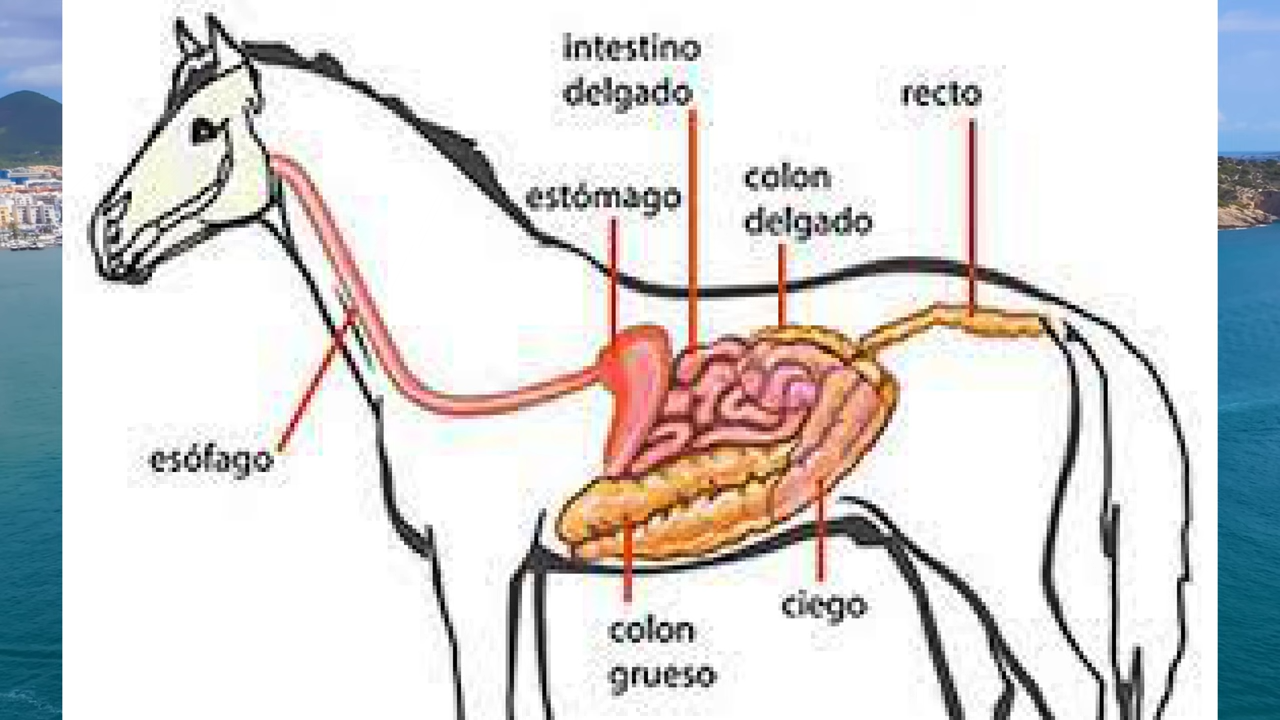 intestino
delgado
recto
colon
delgado
estómago
esófago
ciego
colon
grueso